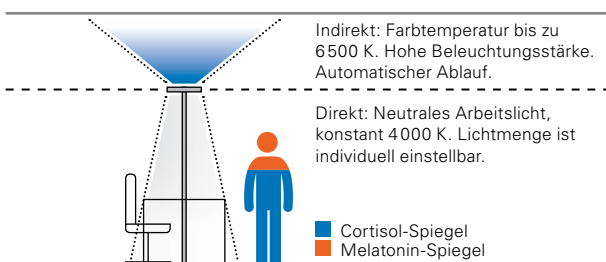 Indirekt: Farbtemperatur bis zu
6500 K. Hohe Beleuchtungsstärke.
Automatischer Ablauf.
Direkt: Neutrales Arbeitslicht,
konstant 4000 K. Lichtmenge ist
individuell einstellbar.
Cortisol-Spiegel
Melatonin-Spiegel